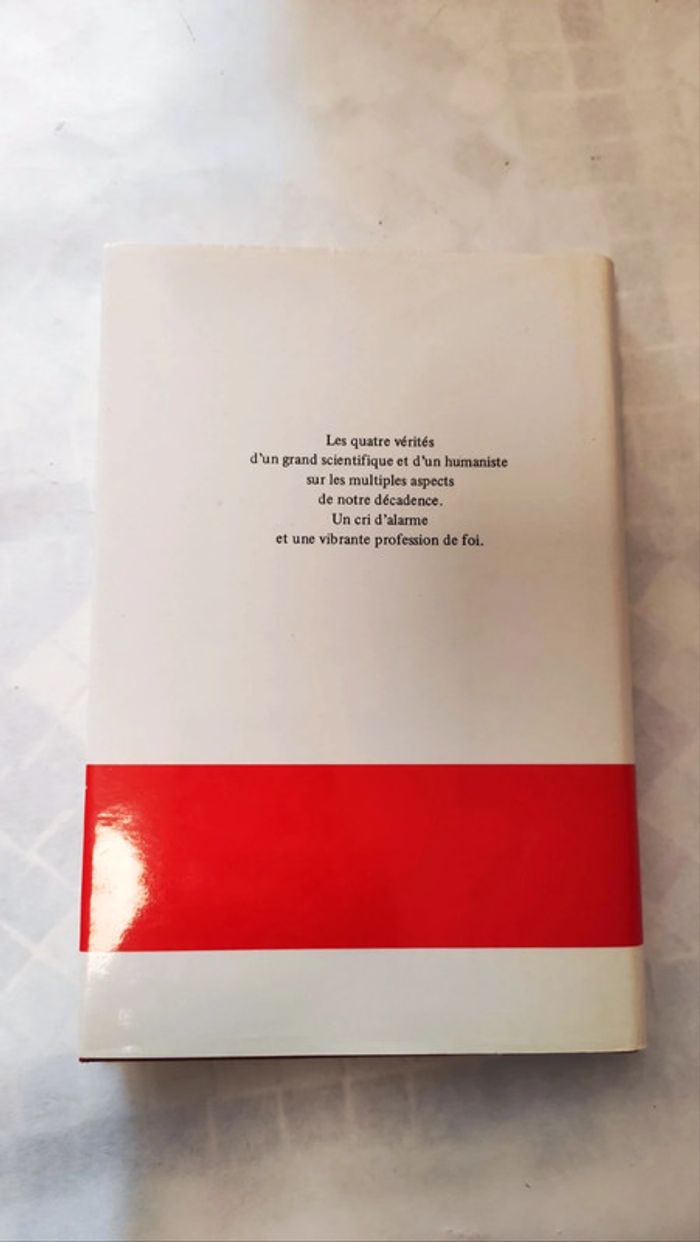 Les quatre vérités
d'un grand scientifique et d'un humaniste
sur les multiples aspects
de notre décadence.
Un cri d'alarme
et une vibrante profession de foi.